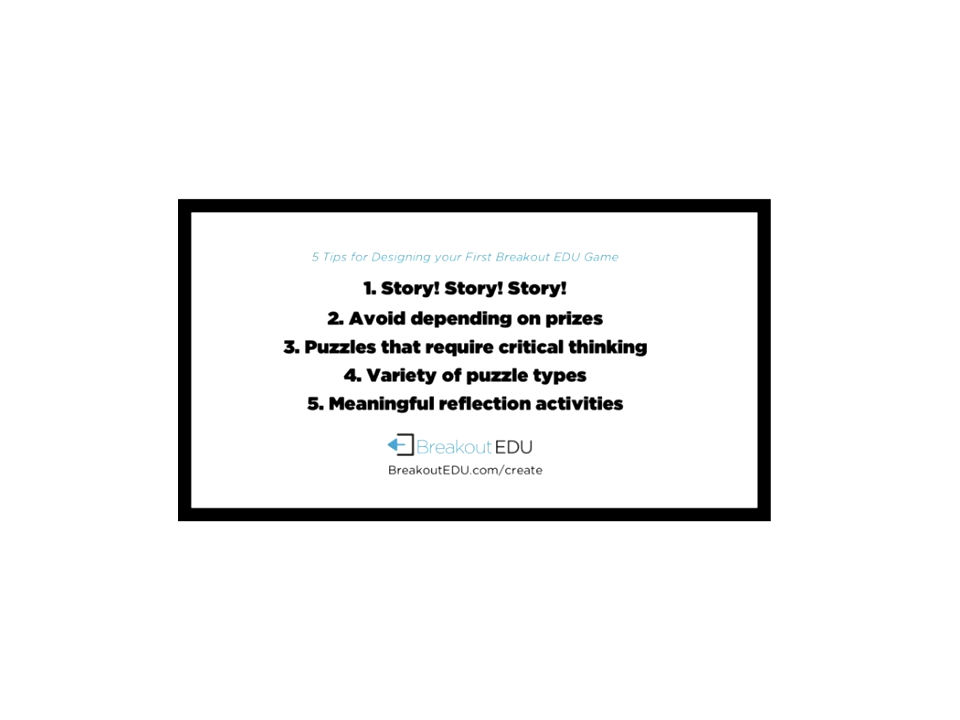 5 Tips for Designing your First Breakout EDU Game
1. Story! Story! Story!
2. Avoid depending on prizes
3. Puzzles that require critical thinking
4. Variety of puzzle types
5. Meaningful reflection activities
Breakout EDU
BreakoutEDU.com/create